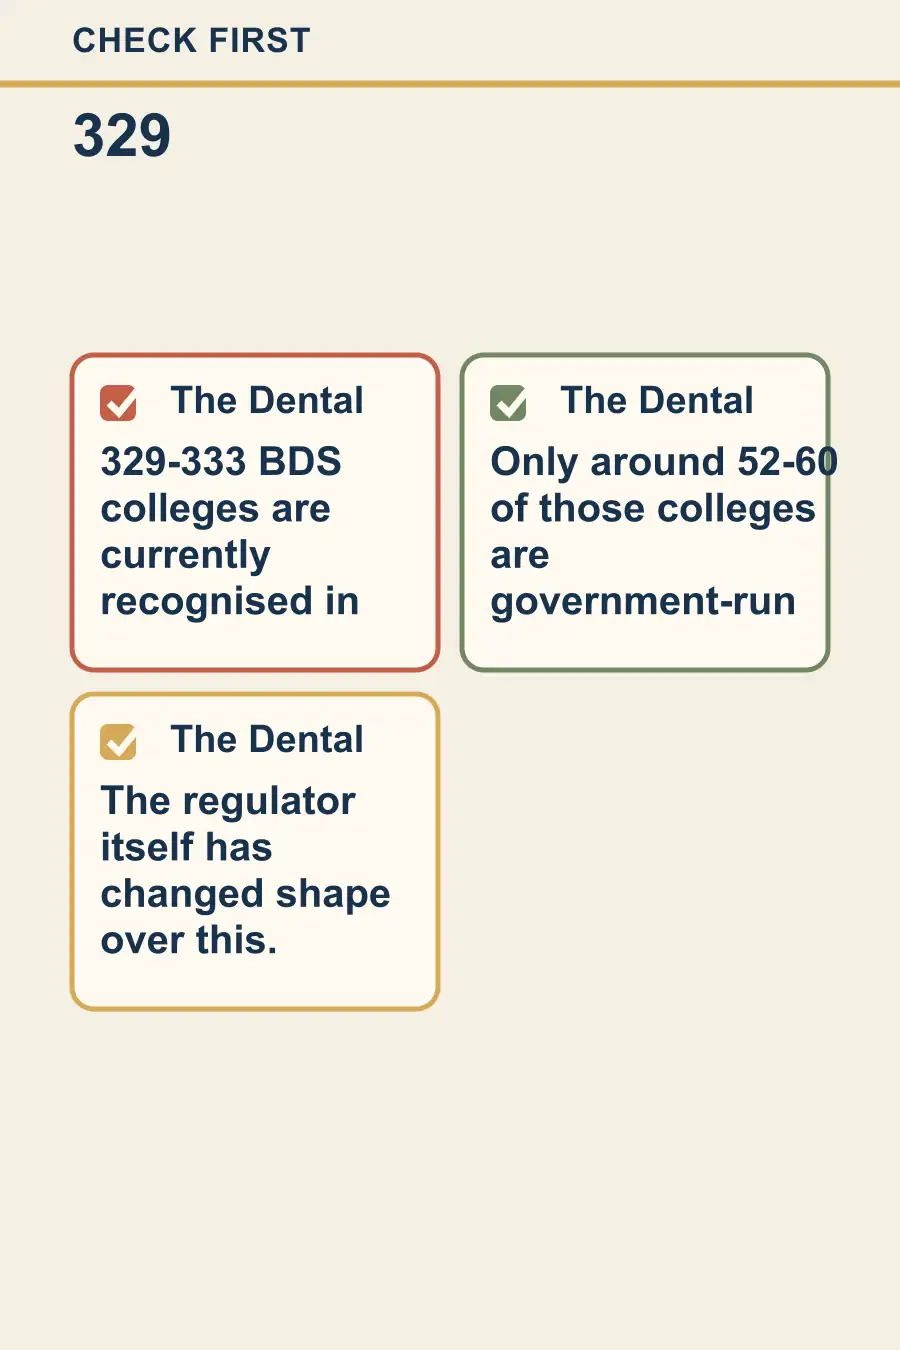 CHECK FIRST
329
The Dental
329-333 BDS
colleges are
currently
recognised in
The Dental
Only around 52-60
of those colleges
are
government-run
The Dental
The regulator
itself has
changed shape
over this.